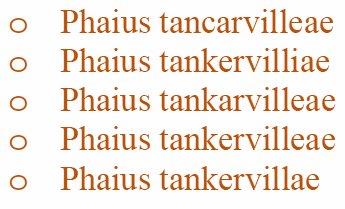 o Phaius tancarvilleae
o Phaius tankervilliae
o Phaius tankarvilleae
o Phaius tankervilleae
o Phaius tankervillae